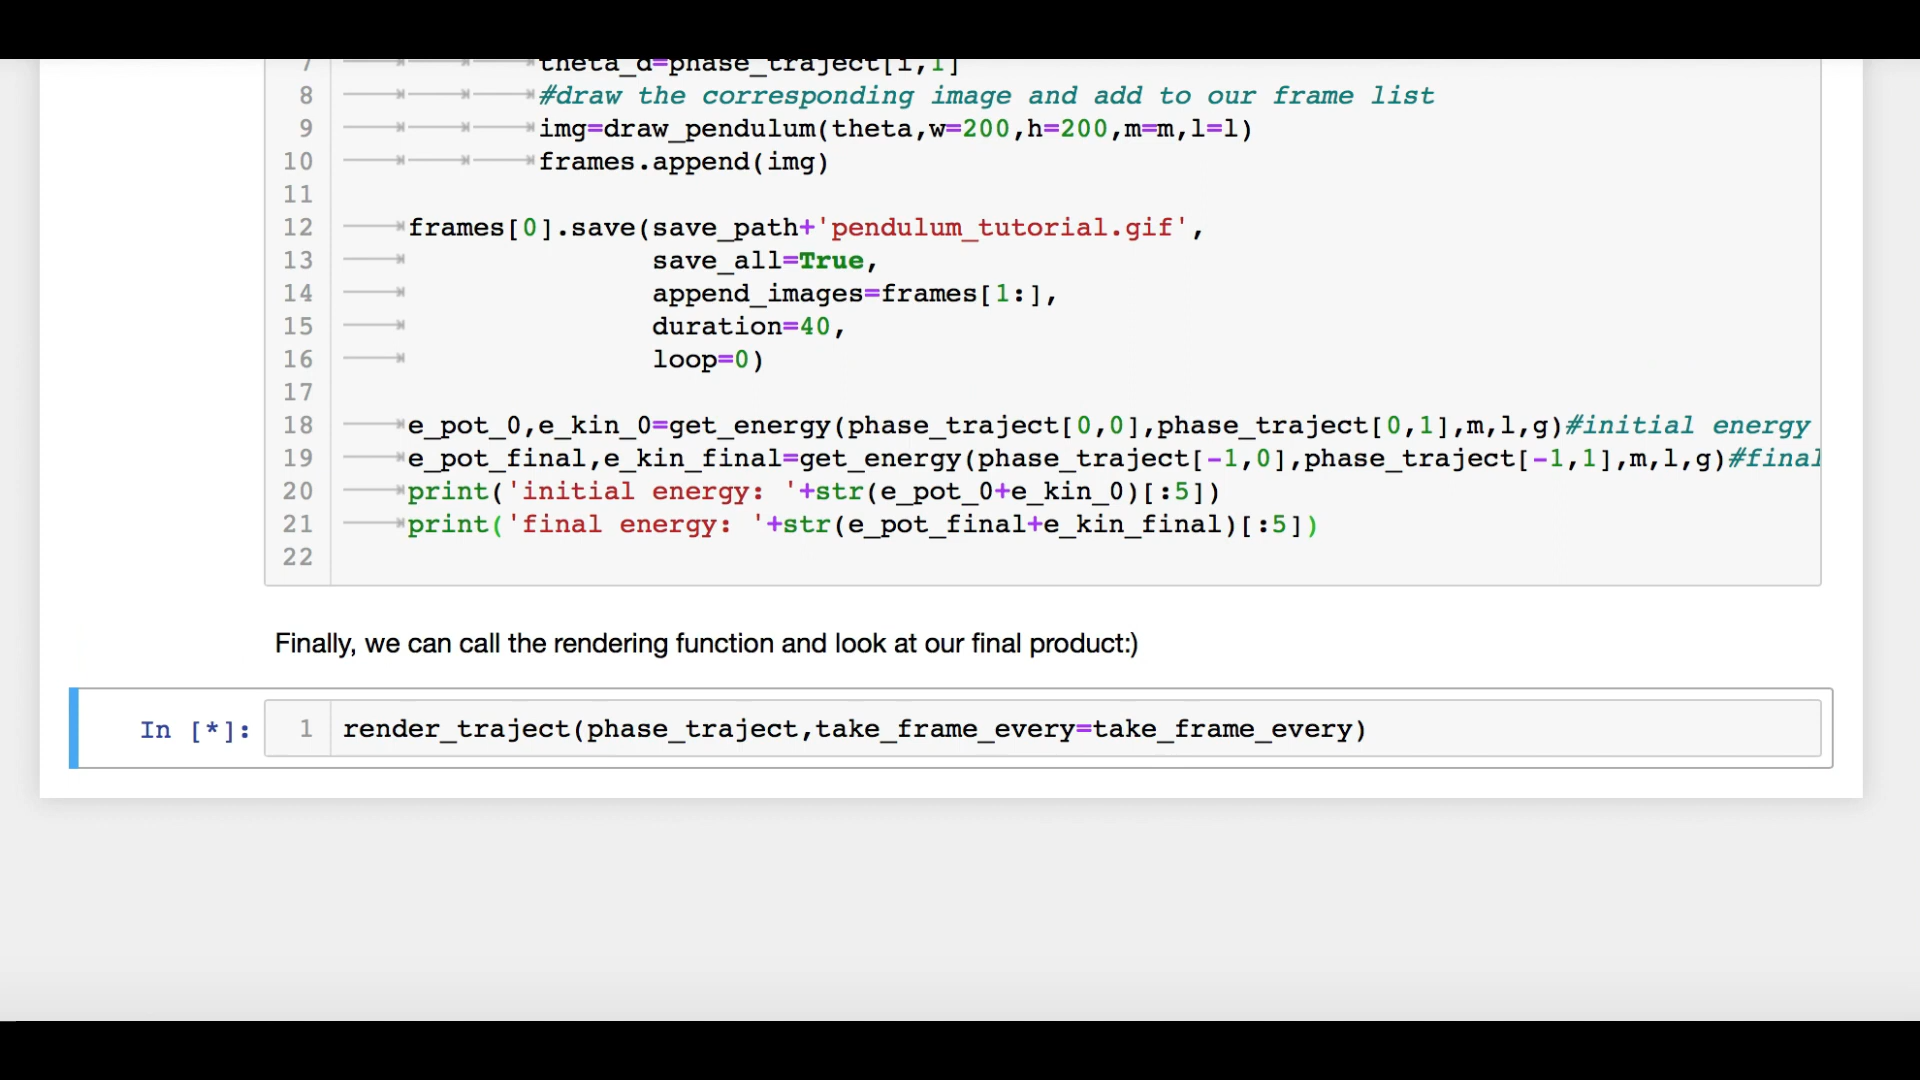 7 theta_d=phase_traject[i,1]
8 #draw the corresponding image and add to our frame list
9 img=draw_pendulum(theta,w=200,h=200,m=m,l=l)
10 frames.append(img)
11
12 frames[0].save(save_path+'pendulum_tutorial.gif',
13 save_all=True,
14 append_images=frames[1:],
15 duration=40,
16 loop=0)
17
18 e_pot_0,e_kin_0=get_energy(phase_traject[0,0],phase_traject[0,1],m,l,g)#initial energy
19 e_pot_final,e_kin_final=get_energy(phase_traject[-1,0],phase_traject[-1,1],m,l,g)#final
20 print('initial energy: '+str(e_pot_0+e_kin_0)[:5])
21 print('final energy: '+str(e_pot_final+e_kin_final)[:5])
22
Finally, we can call the rendering function and look at our final product:)
In [*]: 1 render_traject(phase_traject,take_frame_every=take_frame_every)